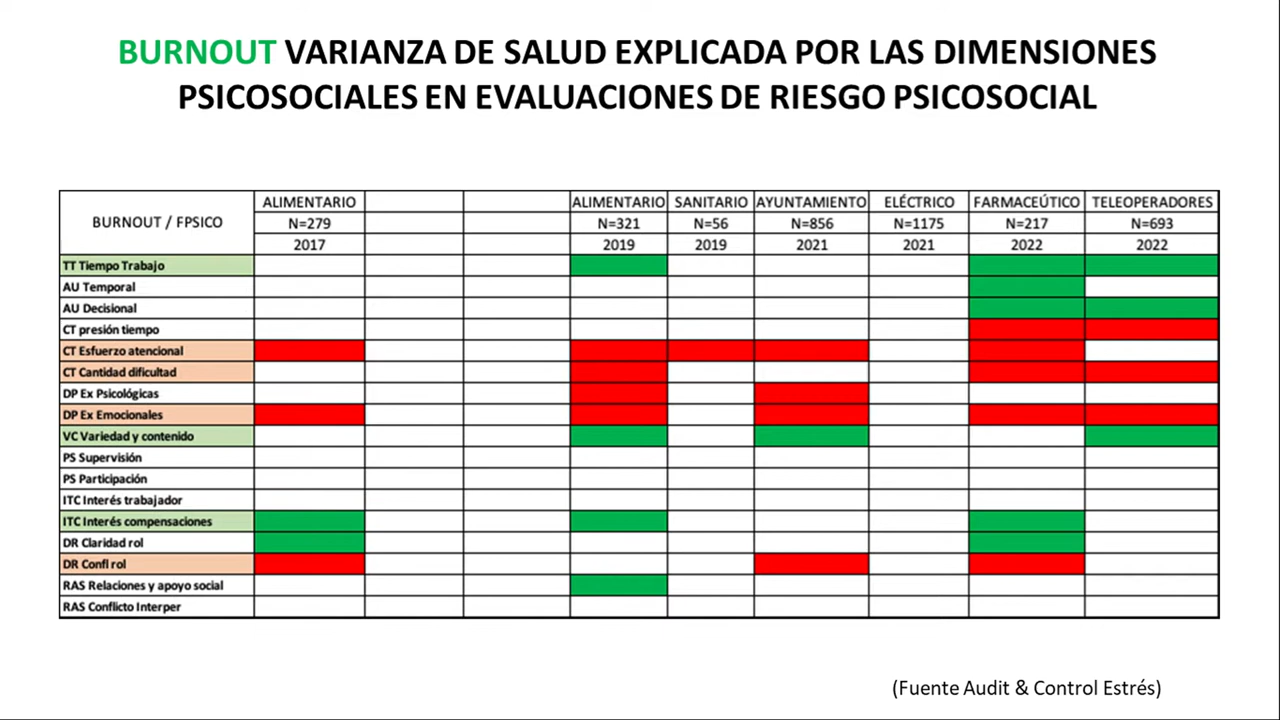 BURNOUT VARIANZA DE SALUD EXPLICADA POR LAS DIMENSIONES
PSICOSOCIALES EN EVALUACIONES DE RIESGO PSICOSOCIAL
BURNOUT / FPSICO
ALIMENTARIO ALIMENTARIO SANITARIO AYUNTAMIENTO ELÉCTRICO FARMACEÚTICO TELEOPERADORES
N=279 N=321 N=56 N=856 N=1175 N=217 N=693
2017 2019 2019 2021 2021 2022 2022
TT Tiempo Trabajo
AU Temporal
AU Decisional
CT presión tiempo
CT Esfuerzo atencional
CT Cantidad dificultad
DP Ex Psicológicas
DP Ex Emocionales
VC Variedad y contenido
PS Supervisión
PS Participación
ITC Interés trabajador
ITC Interés compensaciones
DR Claridad rol
DR Confl rol
RAS Relaciones y apoyo social
RAS Conflicto Interper
(Fuente Audit & Control Estrés)